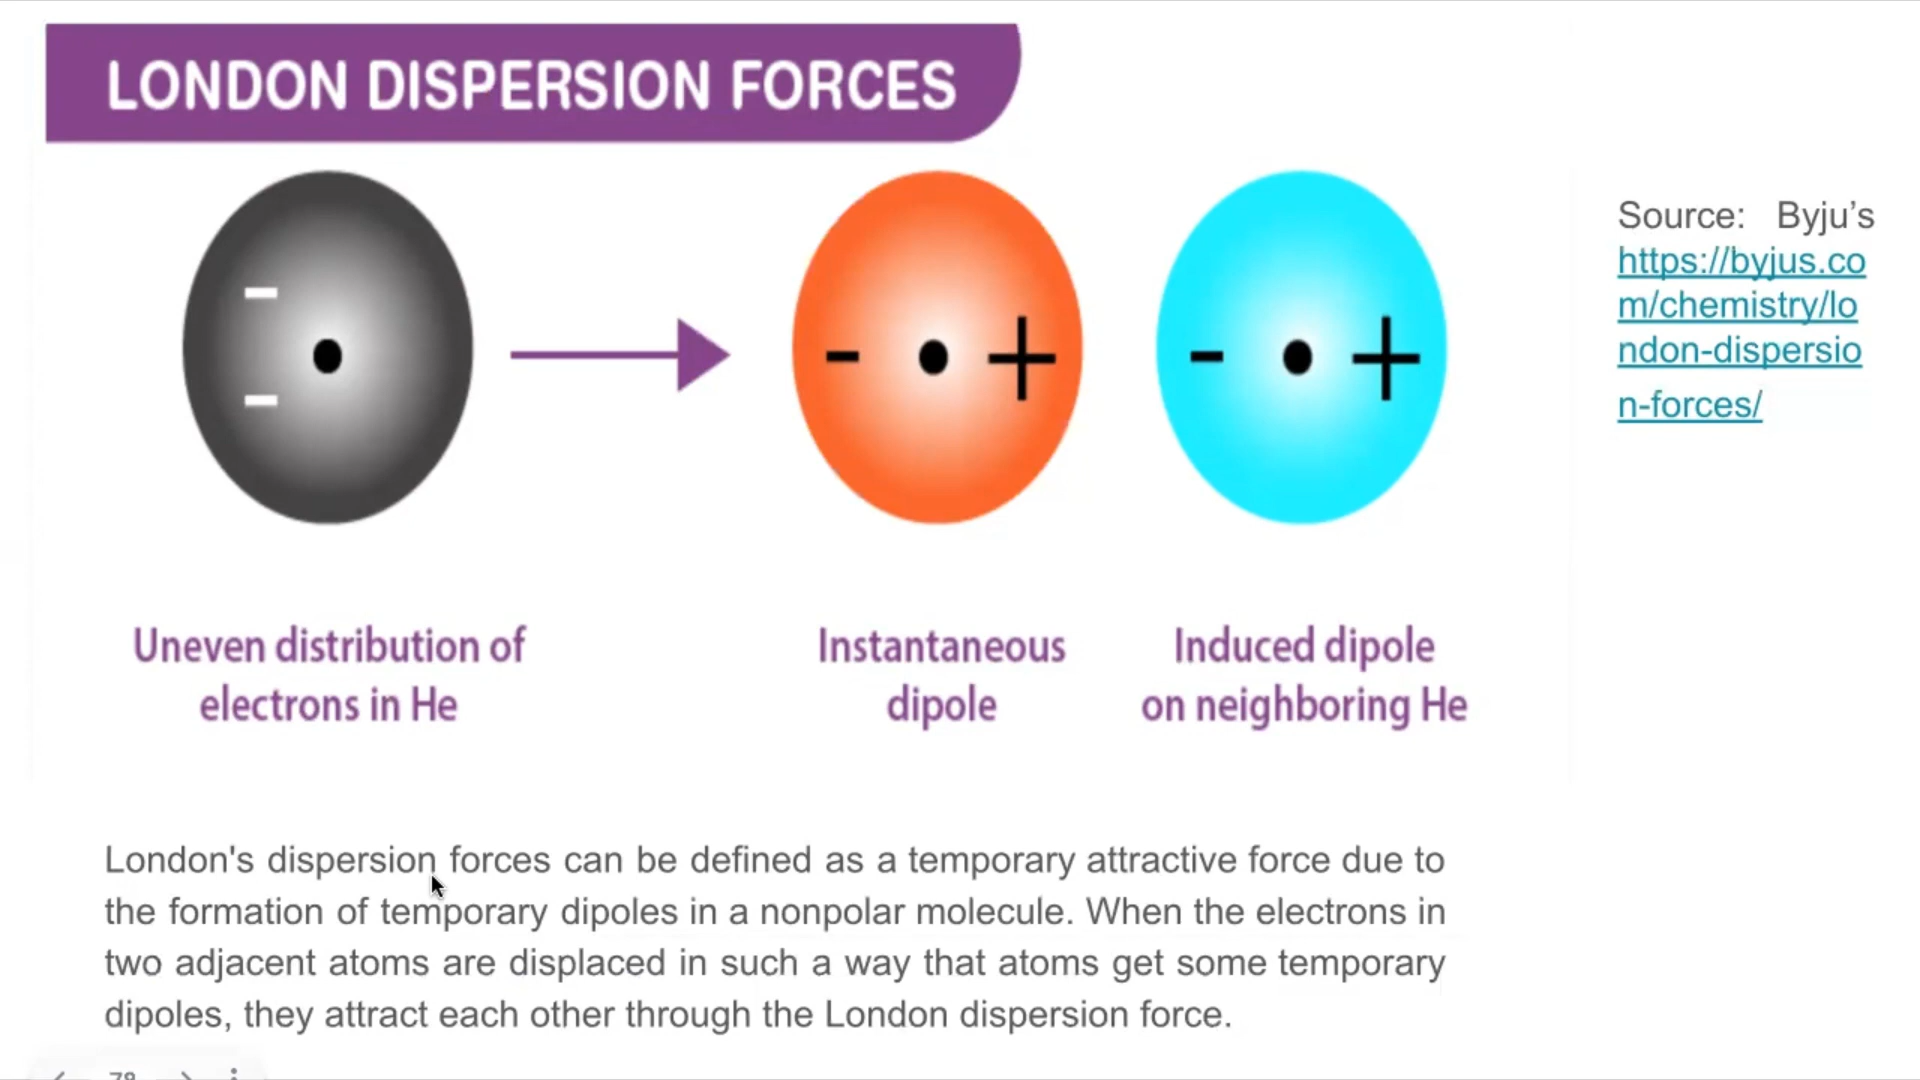 LONDON DISPERSION FORCES
- - • - • + - • +
Uneven distribution of
electrons in He
Instantaneous
dipole
Induced dipole
on neighboring He
Source: Byju’s
https://byjus.co
m/chemistry/lo
ndon-dispersio
n-forces/
London's dispersion forces can be defined as a temporary attractive force due to
the formation of temporary dipoles in a nonpolar molecule. When the electrons in
two adjacent atoms are displaced in such a way that atoms get some temporary
dipoles, they attract each other through the London dispersion force.